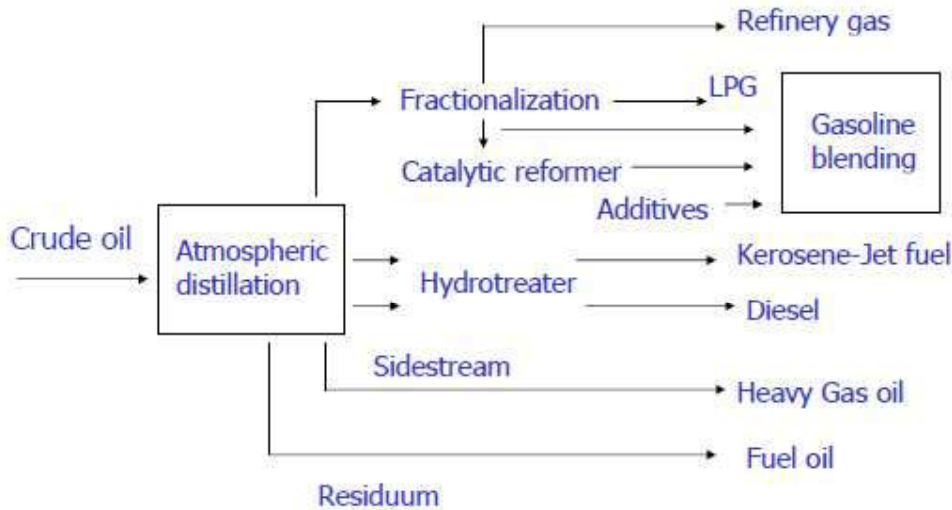 Refinery gas
LPG
Fractionalization
Gasoline
blending
Catalytic reformer
Additives
Crude oil
Atmospheric
distillation
Kerosene-Jet fuel
Hydrotreater
Diesel
Sidestream
Heavy Gas oil
Fuel oil
Residuum